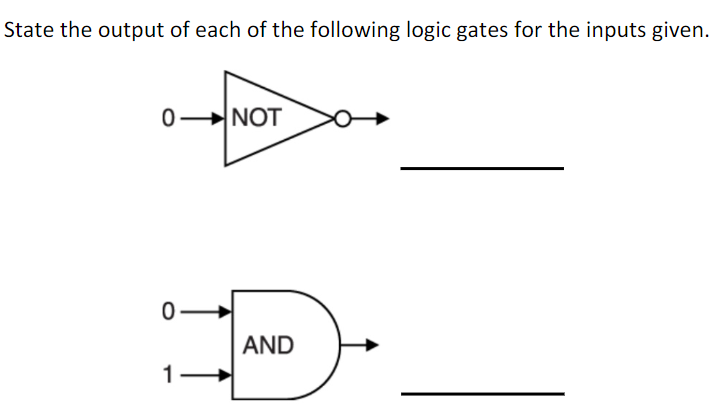 State the output of each of the following logic gates for the inputs given.
0 NOT
0
AND
1